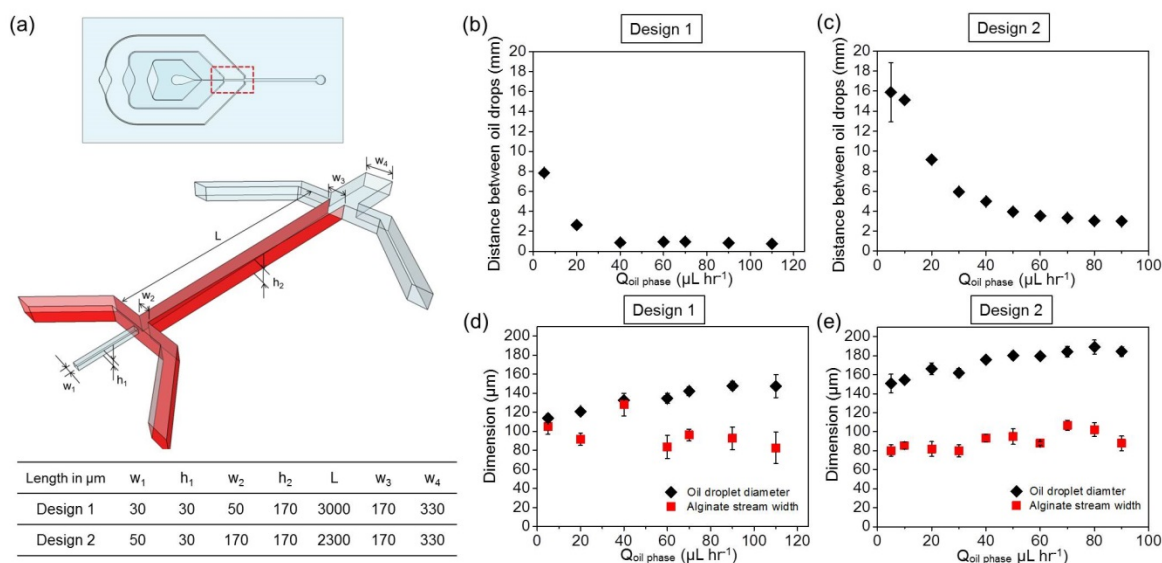 (a)
w₄
w₃
L
h₂
w₂
w₁
h₁
Length in μm w₁ h₁ w₂ h₂ L w₃ w₄
Design 1 30 30 50 170 3000 170 330
Design 2 50 30 170 170 2300 170 330
(b)
Design 1
Distance between oil drops (mm)
20
18
16
14
12
10
8
6
4
2
0
0 20 40 60 80 100 120
Qoil phase (μL hr⁻¹)
(c)
Design 2
Distance between oil drops (mm)
20
18
16
14
12
10
8
6
4
2
0
0 20 40 60 80 100
Qoil phase (μL hr⁻¹)
(d)
Design 1
Dimension (μm)
200
180
160
140
120
100
80
60
40
20
0
Oil droplet diamter
Alginate stream width
0 20 40 60 80 100 120
Qoil phase (μL hr⁻¹)
(e)
Design 2
Dimension (μm)
200
180
160
140
120
100
80
60
40
20
0
Oil droplet diamter
Alginate stream width
0 20 40 60 80 100
Qoil phase μL hr⁻¹)